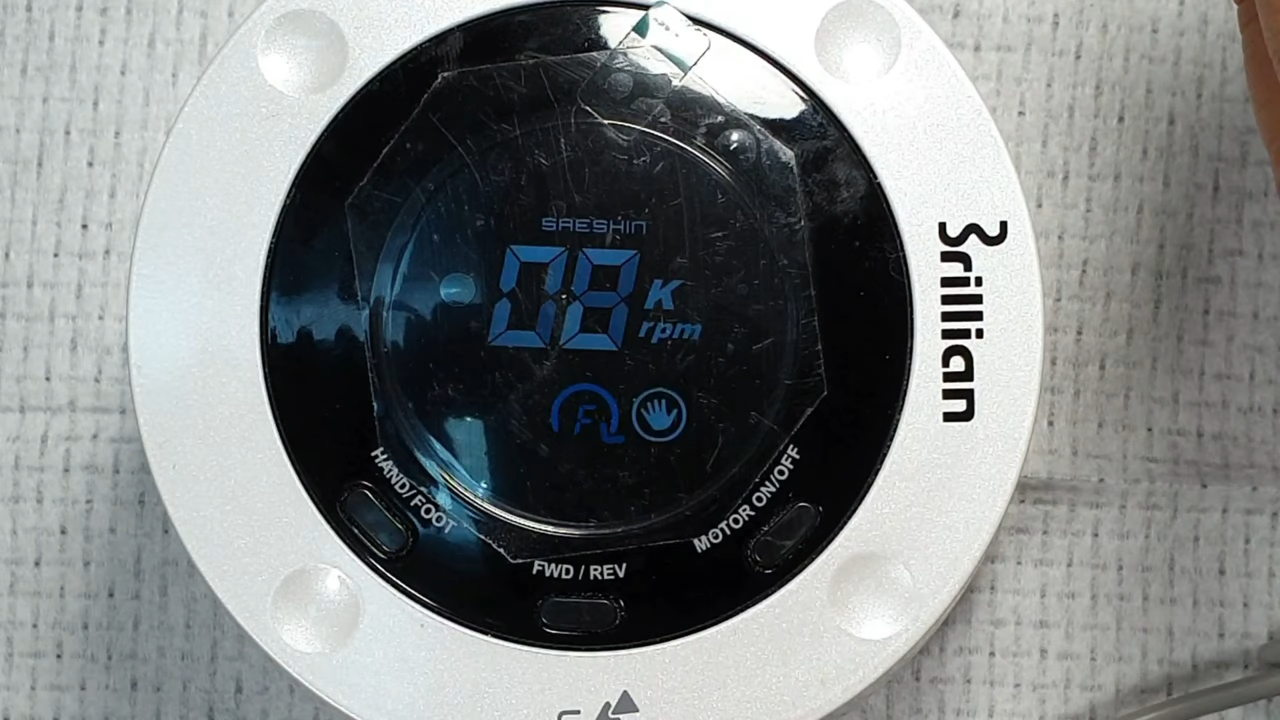 SAESHIN
08 K
rpm
F
HAND/FOOT
FWD / REV
MOTOR ON/OFF
Brillian